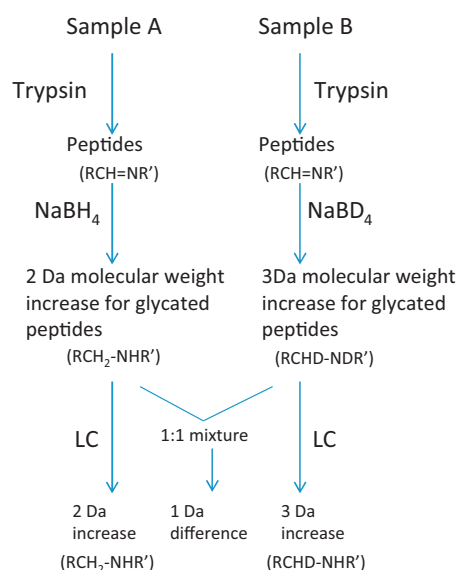 Sample A
Sample B
Trypsin
Trypsin
Peptides
(RCH=NR’)
Peptides
(RCH=NR’)
NaBH₄
NaBD₄
2 Da molecular weight
increase for glycated
peptides
(RCH₂-NHR’)
3Da molecular weight
increase for glycated
peptides
(RCHD-NDR’)
LC
1:1 mixture
LC
2 Da
increase
(RCH₂-NHR’)
1 Da
difference
3 Da
increase
(RCHD-NHR’)